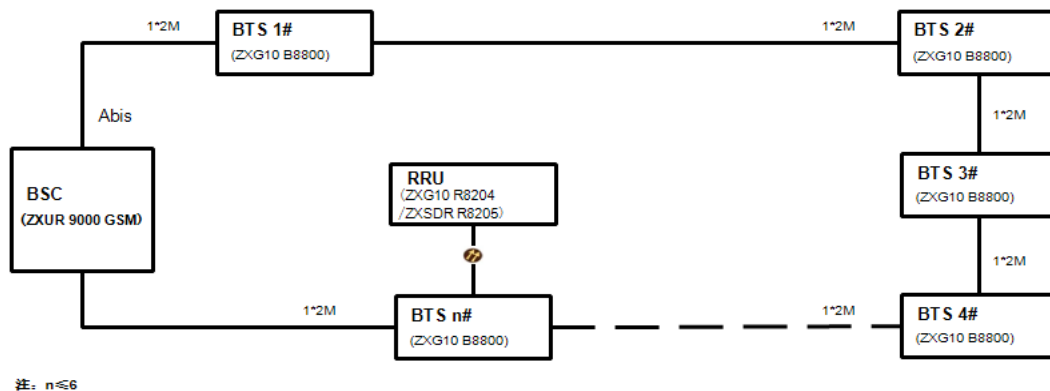 1*2M
BTS 1#
(ZXG10 B8800)
1*2M
BTS 2#
(ZXG10 B8800)
Abis
1*2M
BSC
(ZXUR 9000 GSM)
RRU
(ZXG10 R8204
/ZXSDR R8205)
BTS 3#
(ZXG10 B8800)
1*2M
1*2M
BTS n#
(ZXG10 B8800)
1*2M
BTS 4#
(ZXG10 B8800)
注：n≤6